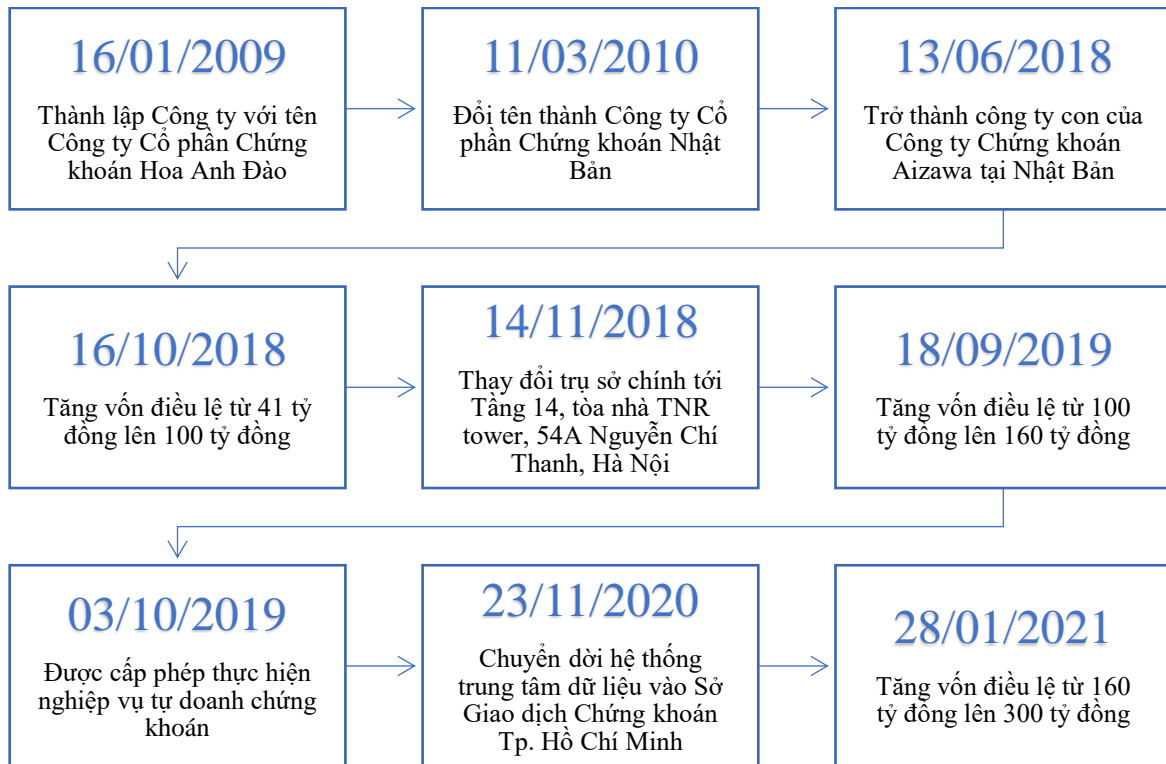 16/01/2009
Thành lập Công ty với tên
Công ty Cổ phần Chứng
khoán Hoa Anh Đào
11/03/2010
Đổi tên thành Công ty Cổ
phần Chứng khoán Nhật
Bản
13/06/2018
Trở thành công ty con của
Công ty Chứng khoán
Aizawa tại Nhật Bản
16/10/2018
Tăng vốn điều lệ từ 41 tỷ
đồng lên 100 tỷ đồng
14/11/2018
Thay đổi trụ sở chính tới
Tầng 14, tòa nhà TNR
tower, 54A Nguyễn Chí
Thanh, Hà Nội
18/09/2019
Tăng vốn điều lệ từ 100
tỷ đồng lên 160 tỷ đồng
03/10/2019
Được cấp phép thực hiện
nghiệp vụ tự doanh chứng
khoán
23/11/2020
Chuyển dời hệ thống
trung tâm dữ liệu vào Sở
Giao dịch Chứng khoán
Tp. Hồ Chí Minh
28/01/2021
Tăng vốn điều lệ từ 160
tỷ đồng lên 300 tỷ đồng